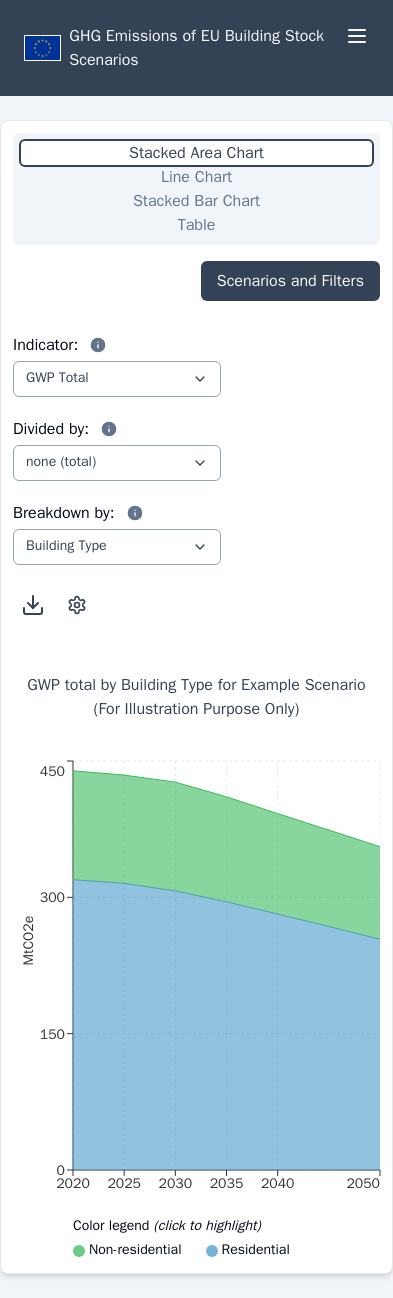 GHG Emissions of EU Building Stock
Scenarios
Stacked Area Chart
Line Chart
Stacked Bar Chart
Table
Scenarios and Filters
Indicator:
GWP Total
Divided by:
none (total)
Breakdown by:
Building Type
GWP total by Building Type for Example Scenario
(For Illustration Purpose Only)
450
300
150
0
MtCO2e
2020 2025 2030 2035 2040 2050
Color legend (click to highlight)
Non-residential Residential